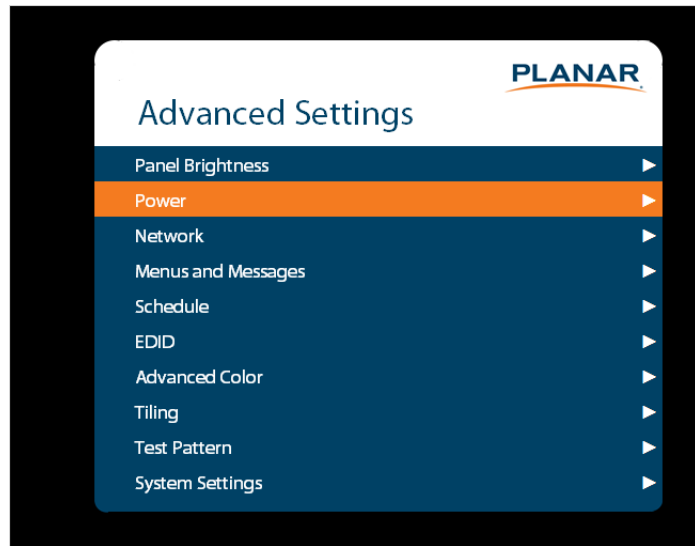 PLANAR
Advanced Settings
Panel Brightness
Power
Network
Menus and Messages
Schedule
EDID
Advanced Color
Tiling
Test Pattern
System Settings